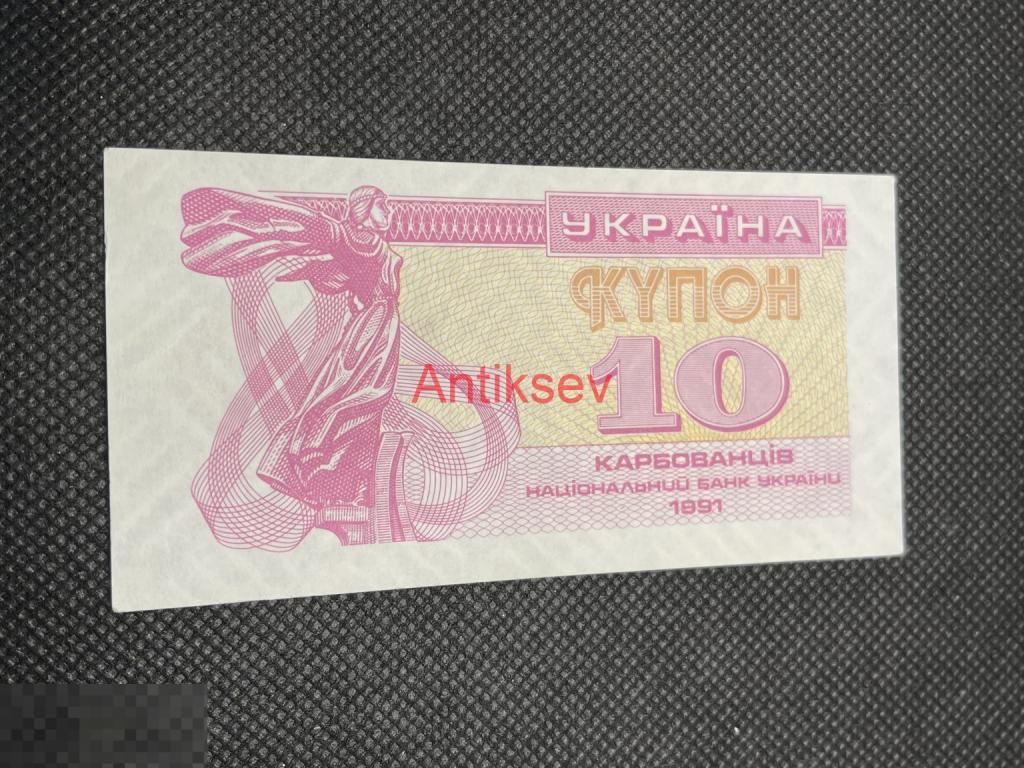 УКРАЇНА
КУПОН
10
Antiksev
КАРБОВАНЦІВ
НАЦІОНАЛЬНИЙ БАНК УКРАЇНИ
1991